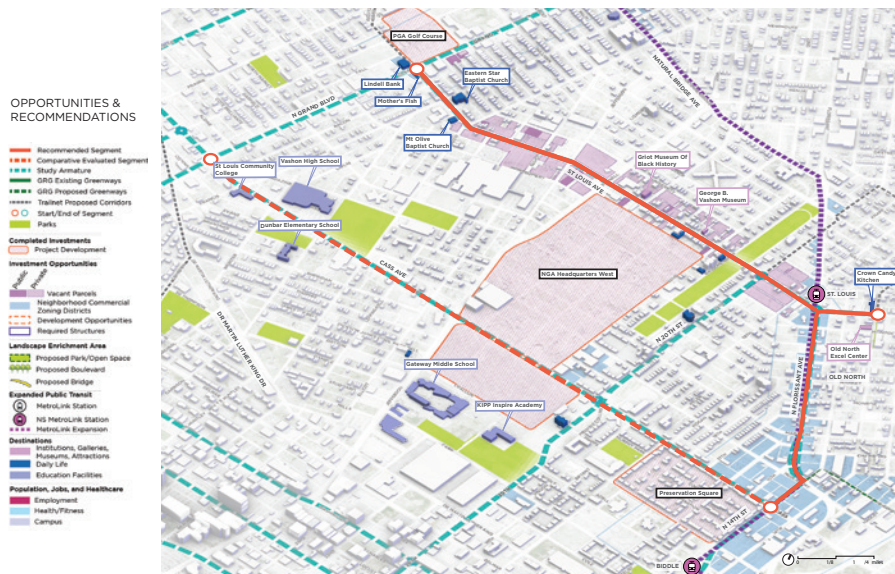 OPPORTUNITIES &
RECOMMENDATIONS
Recommended Segment
Comparative Evaluated Segment
Study Armature
GRG Existing Greenways
GRG Proposed Greenways
Trailnet Proposed Corridors
Start/End of Segment
Parks
Completed Investments
Project Development
Investment Opportunities
Public
Private
Vacant Parcels
Neighborhood Commercial
Zoning Districts
Development Opportunities
Required Structures
Landscape Enrichment Area
Proposed Park/Open Space
Proposed Boulevard
Proposed Bridge
Expanded Public Transit
MetroLink Station
NS MetroLink Station
MetroLink Expansion
Destinations
Institutions, Galleries,
Museums, Attractions
Daily Life
Education Facilities
Population, Jobs, and Healthcare
Employment
Health/Fitness
Campus
PGA Golf Course
Lindell Bank
Mother's Fish
Eastern Star
Baptist Church
Mt Olive
Baptist Church
N GRAND BLVD
NATURAL BRIDGE AVE
St Louis Community
College
Vashon High School
Dunber Elementary School
Griot Museum Of
Black History
ST LOUIS AVE
George B.
Vashon Museum
CASS AVE
NGA Headquarters West
ST. LOUIS
Crown Candy
Kitchen
Old North
Excel Center
OLD NORTH
DR MARTIN LUTHER KING DR
N 20TH ST
N FLORISSANT AVE
Gateway Middle School
KIPP Inspire Academy
Preservation Square
N 14TH ST
BIDDLE
0 1/8 1 /4 miles